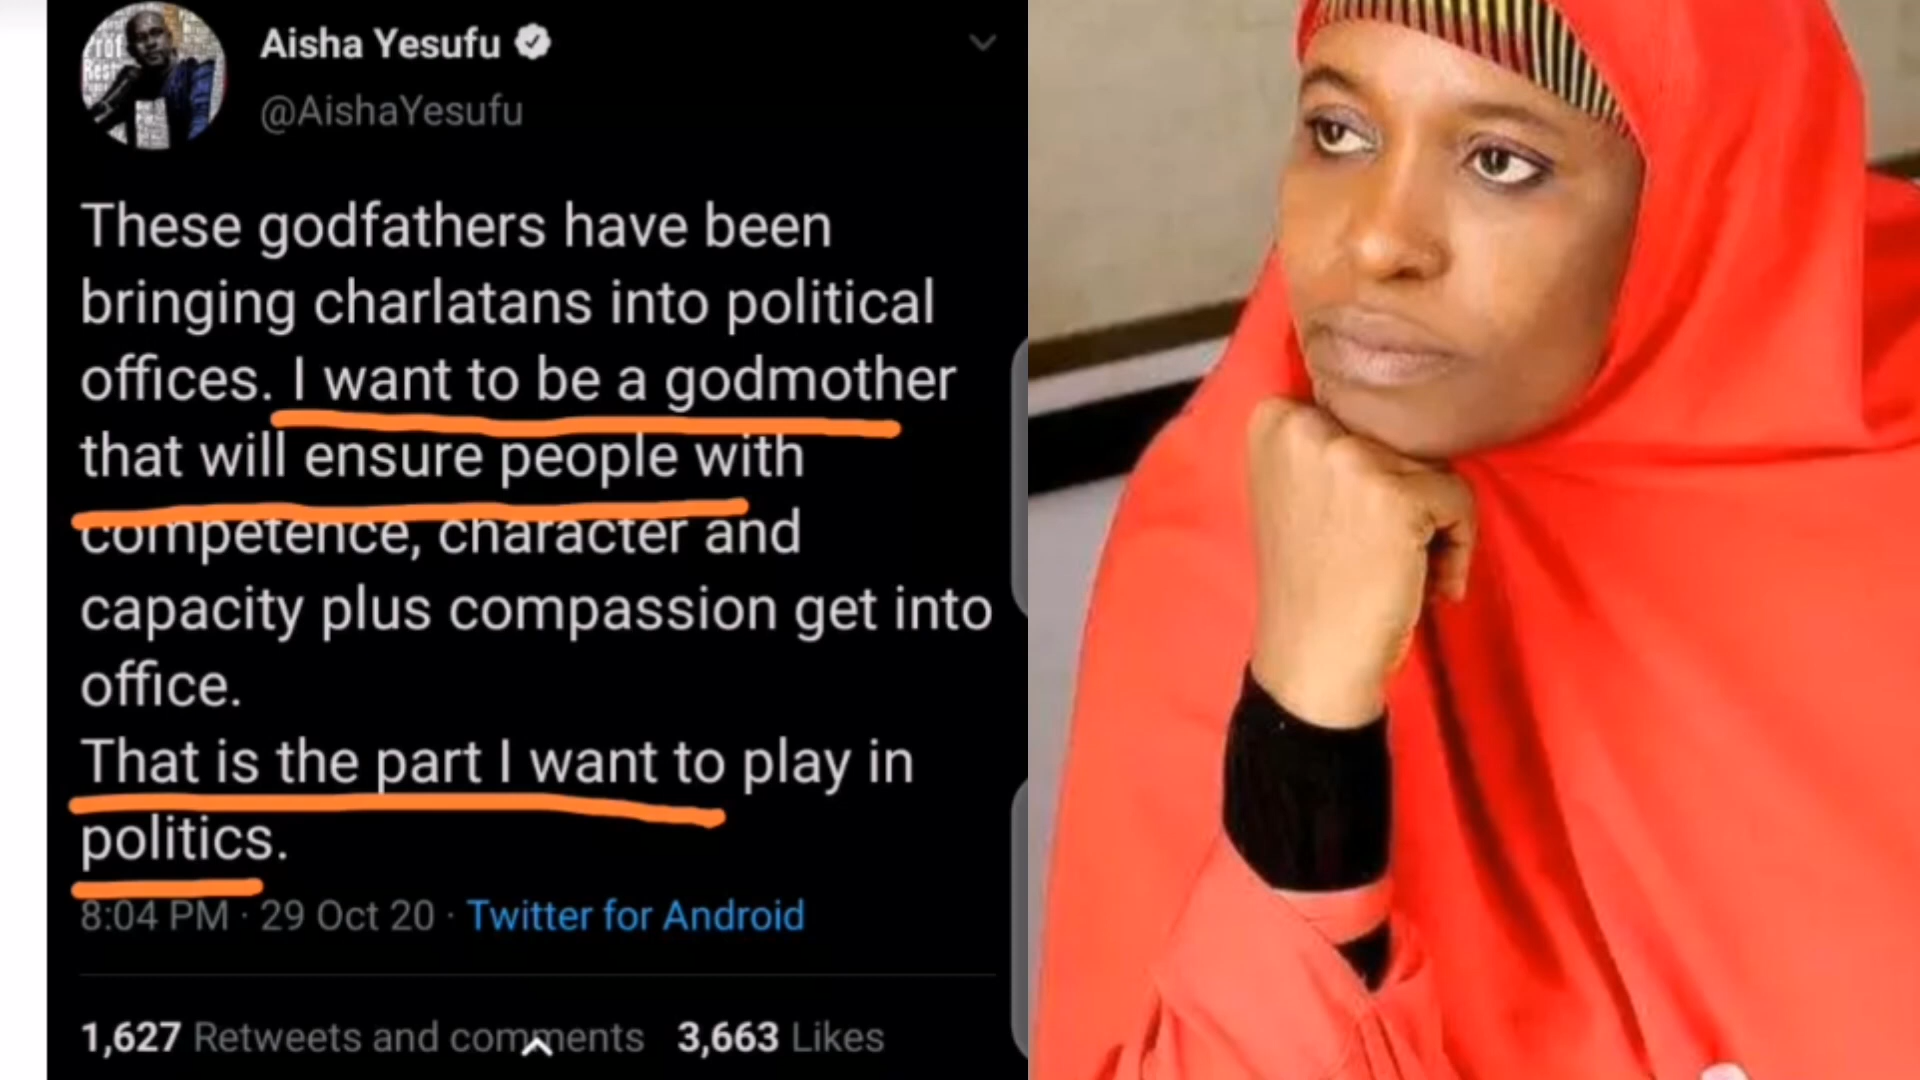 Prof
Rest
Aisha Yesufu
@AishaYesufu
These godfathers have been
bringing charlatans into political
offices. I want to be a godmother
that will ensure people with
competence, character and
capacity plus compassion get into
office.
That is the part I want to play in
politics.
8:04 PM · 29 Oct 20 · Twitter for Android
1,627 Retweets and comments 3,663 Likes